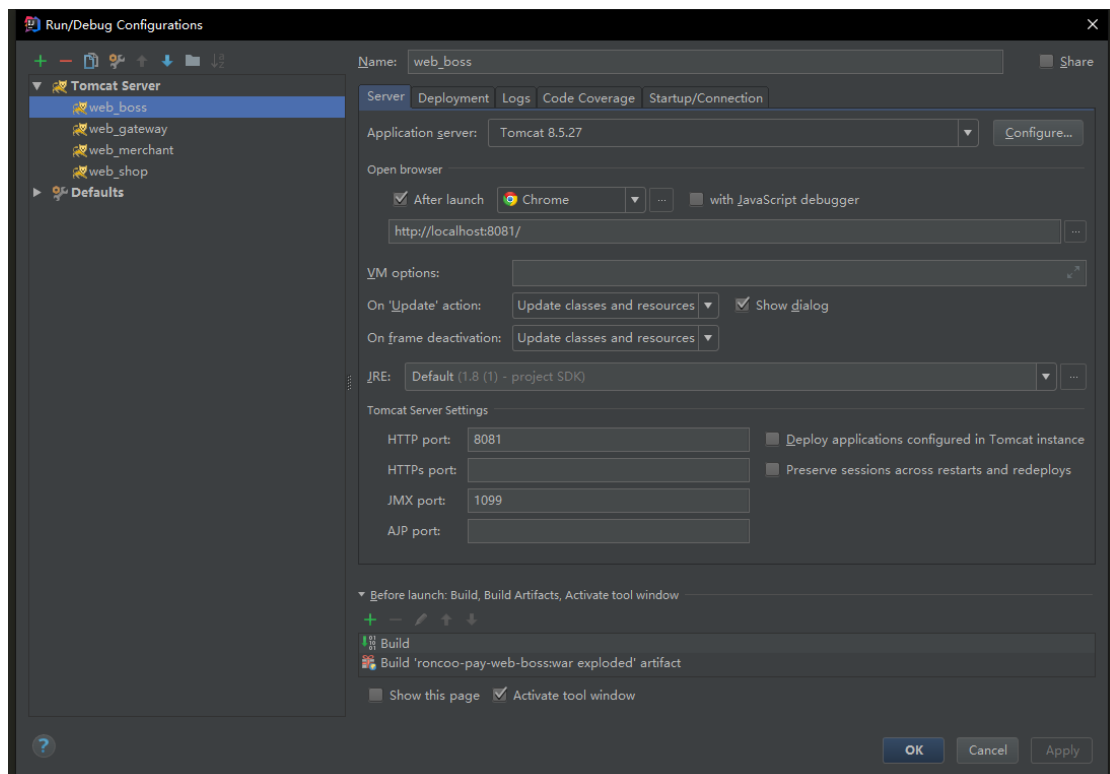 Run/Debug Configurations
Name: web_boss Share
Tomcat Server
web_boss
web_gateway
web_merchant
web_shop
Defaults
Server Deployment Logs Code Coverage Startup/Connection
Application server: Tomcat 8.5.27 Configure...
Open browser
After launch Chrome ... with JavaScript debugger
http://localhost:8081/ ...
VM options:
On 'Update' action: Update classes and resources Show dialog
On frame deactivation: Update classes and resources
JRE: Default (1.8 (1) - project SDK) ...
Tomcat Server Settings
HTTP port: 8081 Deploy applications configured in Tomcat instance
HTTPs port: Preserve sessions across restarts and redeploys
JMX port: 1099
AJP port:
Before launch: Build, Build Artifacts, Activate tool window
Build
Build 'roncoo-pay-web-boss:war exploded' artifact
Show this page Activate tool window
? OK Cancel Apply